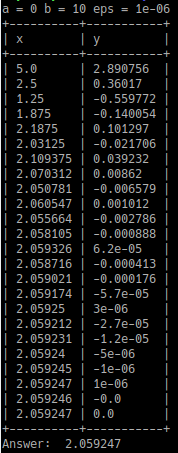 a = 0 b = 10 eps = 1e-06
+----------+-----------+
| x        | y         |
+----------+-----------+
| 5.0      | 2.890756  |
| 2.5      | 0.36017   |
| 1.25     | -0.559772 |
| 1.875    | -0.140054 |
| 2.1875   | 0.101297  |
| 2.03125  | -0.021706 |
| 2.109375 | 0.039232  |
| 2.070312 | 0.00862   |
| 2.050781 | -0.006579 |
| 2.060547 | 0.001012  |
| 2.055664 | -0.002786 |
| 2.058105 | -0.000888 |
| 2.059326 | 6.2e-05   |
| 2.058716 | -0.000413 |
| 2.059021 | -0.000176 |
| 2.059174 | -5.7e-05  |
| 2.05925  | 3e-06     |
| 2.059212 | -2.7e-05  |
| 2.059231 | -1.2e-05  |
| 2.05924  | -5e-06    |
| 2.059245 | -1e-06    |
| 2.059247 | 1e-06     |
| 2.059246 | -0.0      |
| 2.059247 | 0.0       |
+----------+-----------+
Answer:  2.059247